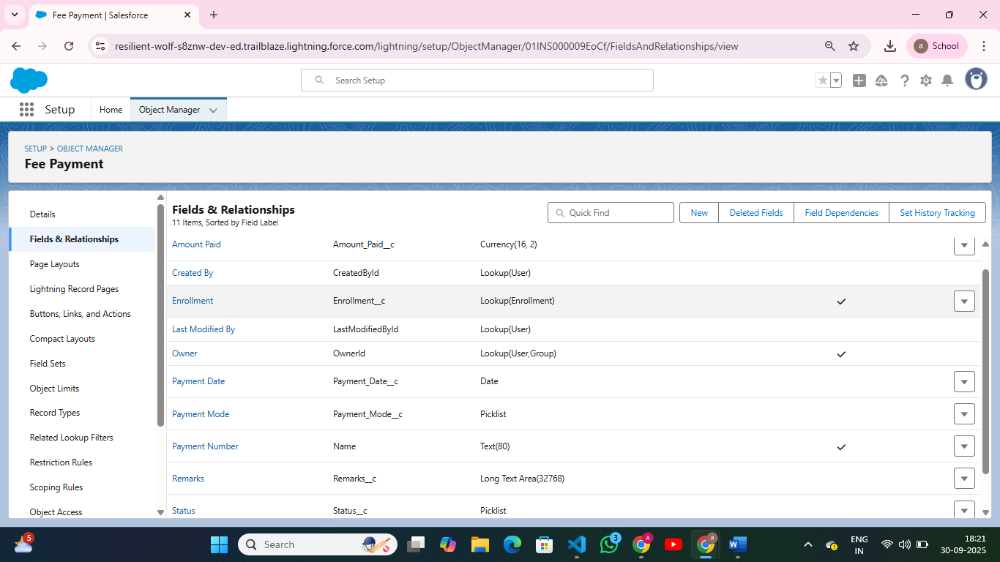 Fee Payment | Salesforce
resilient-wolf-s8znw-dev-ed.trailblaze.lightning.force.com/lightning/setup/ObjectManager/01INS000009EoCf/FieldsAndRelationships/view
a School
Search Setup
Setup Home Object Manager
SETUP > OBJECT MANAGER
Fee Payment
Details
Fields & Relationships
Page Layouts
Lightning Record Pages
Buttons, Links, and Actions
Compact Layouts
Field Sets
Object Limits
Record Types
Related Lookup Filters
Restriction Rules
Scoping Rules
Object Access
Fields & Relationships
11 Items, Sorted by Field Label
Quick Find
New Deleted Fields Field Dependencies Set History Tracking
Amount Paid Amount_Paid__c Currency(16, 2)
Created By CreatedById Lookup(User)
Enrollment Enrollment__c Lookup(Enrollment)
Last Modified By LastModifiedById Lookup(User)
Owner OwnerId Lookup(User,Group)
Payment Date Payment_Date__c Date
Payment Mode Payment_Mode__c Picklist
Payment Number Name Text(80)
Remarks Remarks__c Long Text Area(32768)
Status Status__c Picklist
5
Search
3
A
a
ENG
IN
18:21
30-09-2025